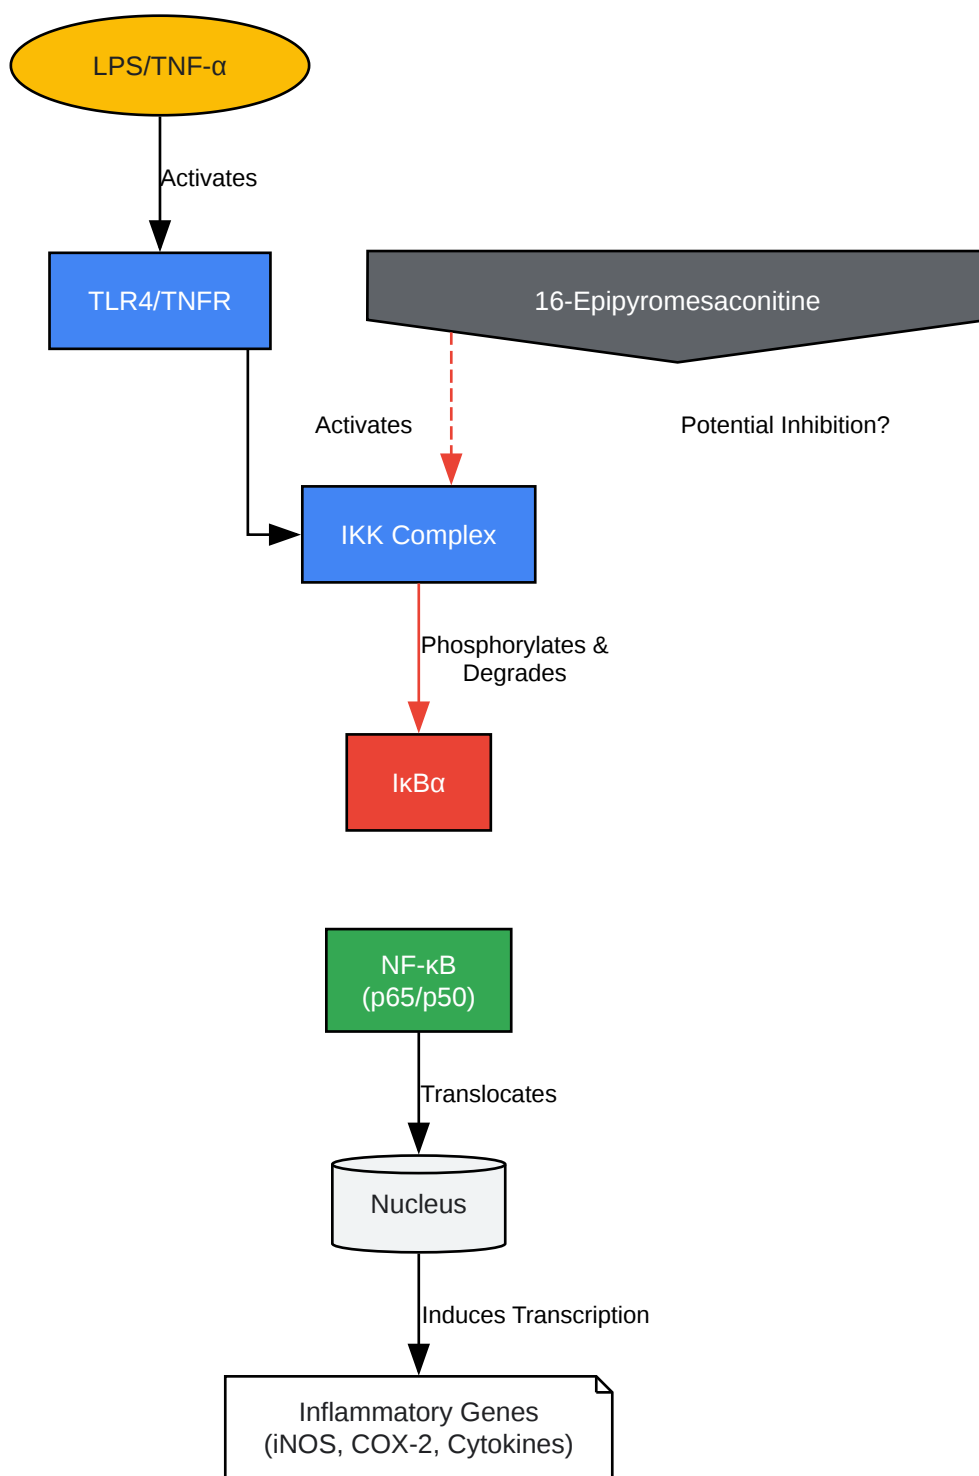 LPS/TNF-α
Activates
TLR4/TNFR
16-Epipyromesaconitine
Activates
Potential Inhibition?
IKK Complex
Phosphorylates &
Degrades
IκBα
NF-κB
(p65/p50)
Translocates
Nucleus
Induces Transcription
Inflammatory Genes
(iNOS, COX-2, Cytokines)